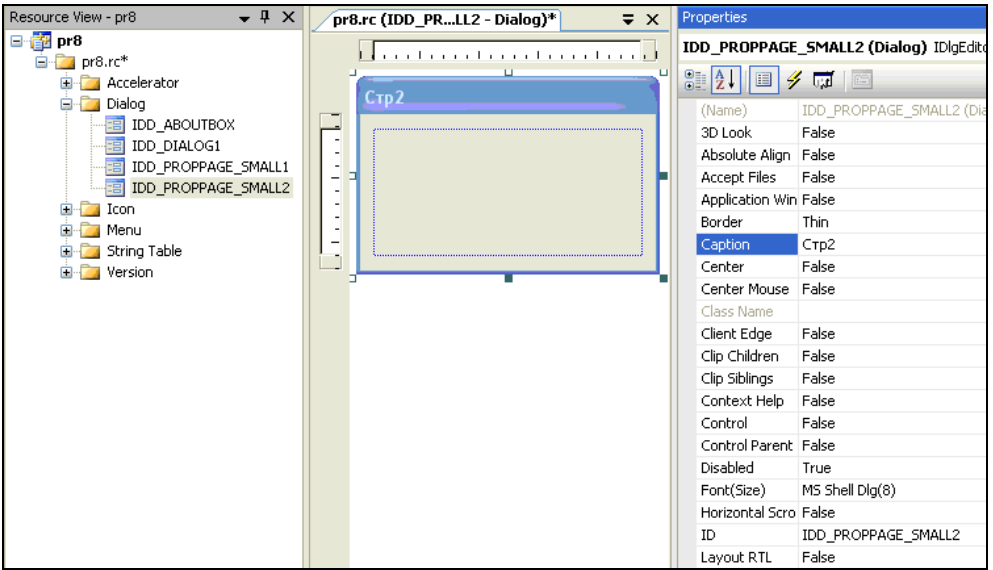 Resource View - pr8
pr8
pr8.rc*
Accelerator
Dialog
IDD_ABOUTBOX
IDD_DIALOG1
IDD_PROPPAGE_SMALL1
IDD_PROPPAGE_SMALL2
Icon
Menu
String Table
Version
pr8.rc (IDD_PR...LL2 - Dialog)*
Стр2
Properties
IDD_PROPPAGE_SMALL2 (Dialog) IDlgEdito
(Name) IDD_PROPPAGE_SMALL2 (Dia
3D Look False
Absolute Align False
Accept Files False
Application Win False
Border Thin
Caption Стр2
Center False
Center Mouse False
Class Name
Client Edge False
Clip Children False
Clip Siblings False
Context Help False
Control False
Control Parent False
Disabled True
Font(Size) MS Shell Dlg(8)
Horizontal Scro False
ID IDD_PROPPAGE_SMALL2
Layout RTL False